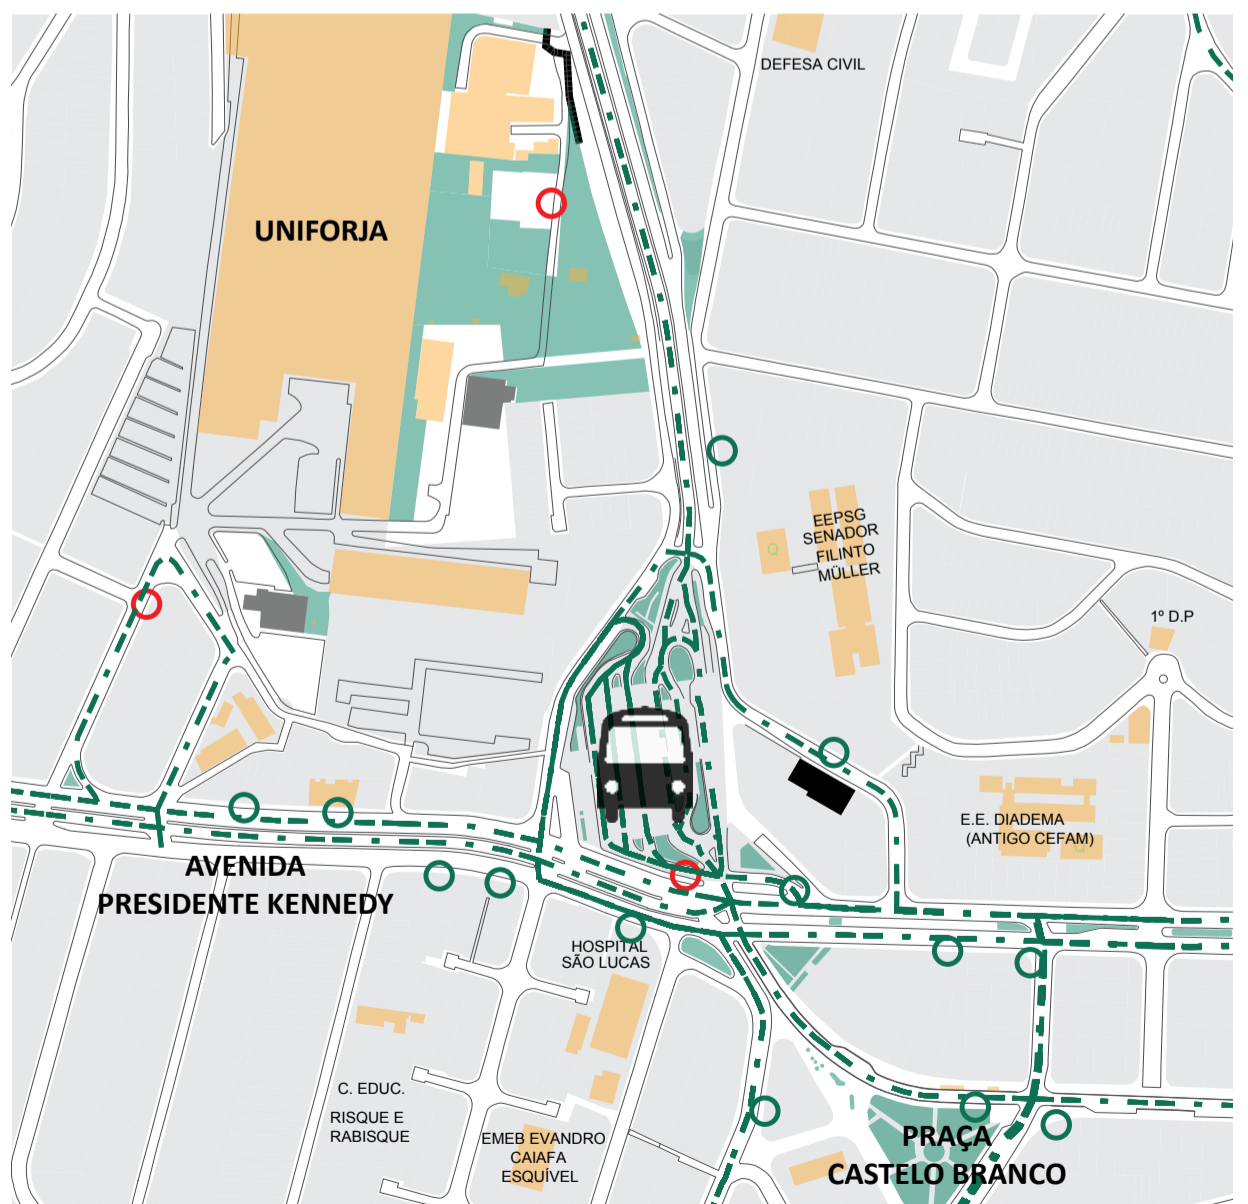 DEFESA CIVIL
UNIFORJA
EEPSG
SENADOR
FILINTO
MÜLLER
Q
1º D.P
E.E. DIADEMA
(ANTIGO CEFAM)
Q
AVENIDA
PRESIDENTE KENNEDY
HOSPITAL
SÃO LUCAS
C. EDUC.
RISQUE E
RABISQUE
EMEB EVANDRO
CAIAFA
ESQUÍVEL
PRAÇA
CASTELO BRANCO